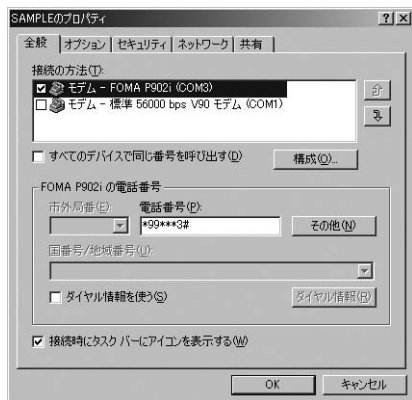 SAMPLEのプロパティ
全般 オプション セキュリティ ネットワーク 共有
接続の方法(T):
モデム - FOMA P902i (COM3)
モデム - 標準 56000 bps V90 モデム (COM1)
すべてのデバイスで同じ番号を呼び出す(D) 構成(O)...
FOMA P902i の電話番号
市外局番(E): 電話番号(P):
*99***3# その他(N)
国番号/地域番号(U):
ダイヤル情報を使う(S) ダイヤル情報(R)
接続時にタスク バーにアイコンを表示する(W)
OK キャンセル